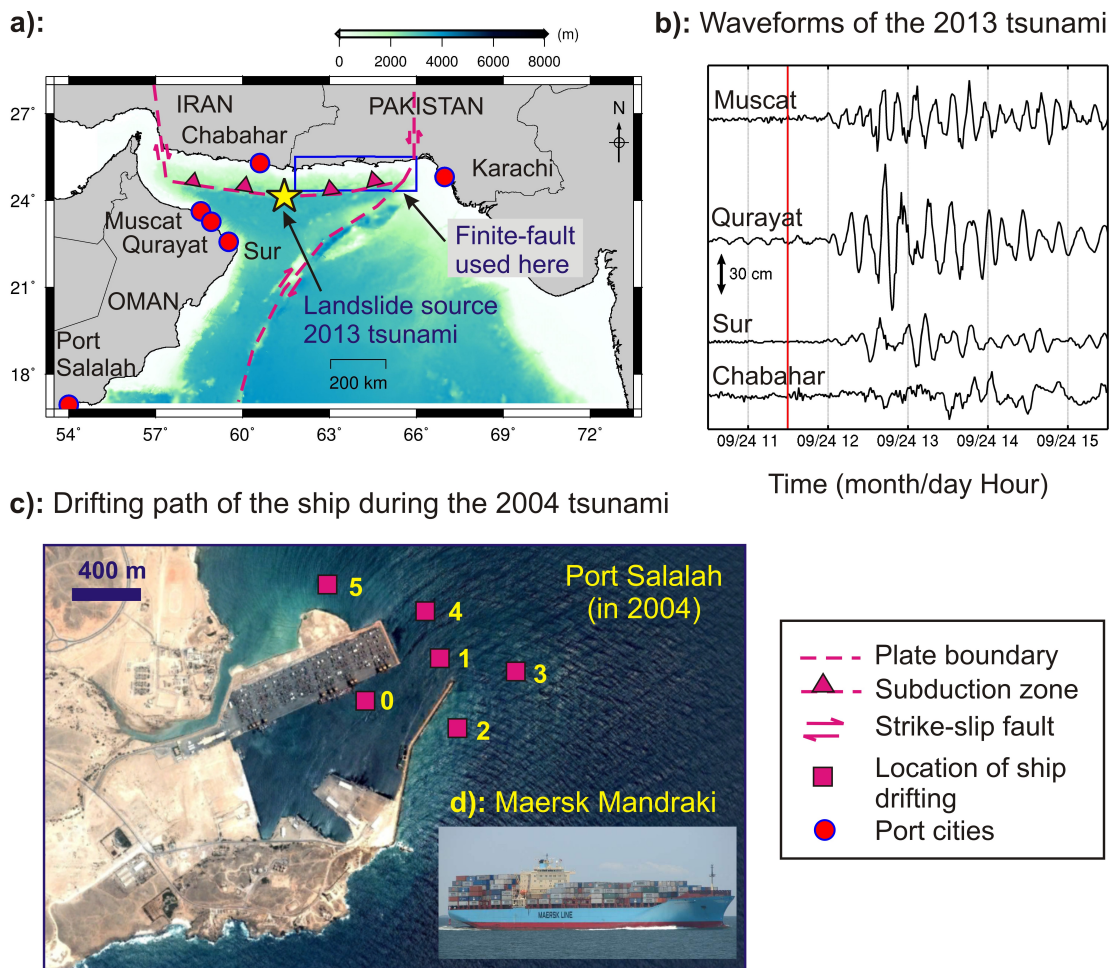 a):
(m)
0 2000 4000 6000 8000
27°
24°
21°
18°
54° 57° 60° 63° 66° 69° 72°
IRAN
PAKISTAN
N
Chabahar
Karachi
Muscat
Qurayat
Sur
Finite-fault
used here
OMAN
Landslide source
2013 tsunami
Port
Salalah
200 km
b): Waveforms of the 2013 tsunami
Muscat
Qurayat
30 cm
Sur
Chabahar
09/24 11 09/24 12 09/24 13 09/24 14 09/24 15
Time (month/day Hour)
c): Drifting path of the ship during the 2004 tsunami
400 m
Port Salalah
(in 2004)
5
4
1
3
0
2
d): Maersk Mandraki
MAERSK LINE
Plate boundary
Subduction zone
Strike-slip fault
Location of ship
drifting
Port cities